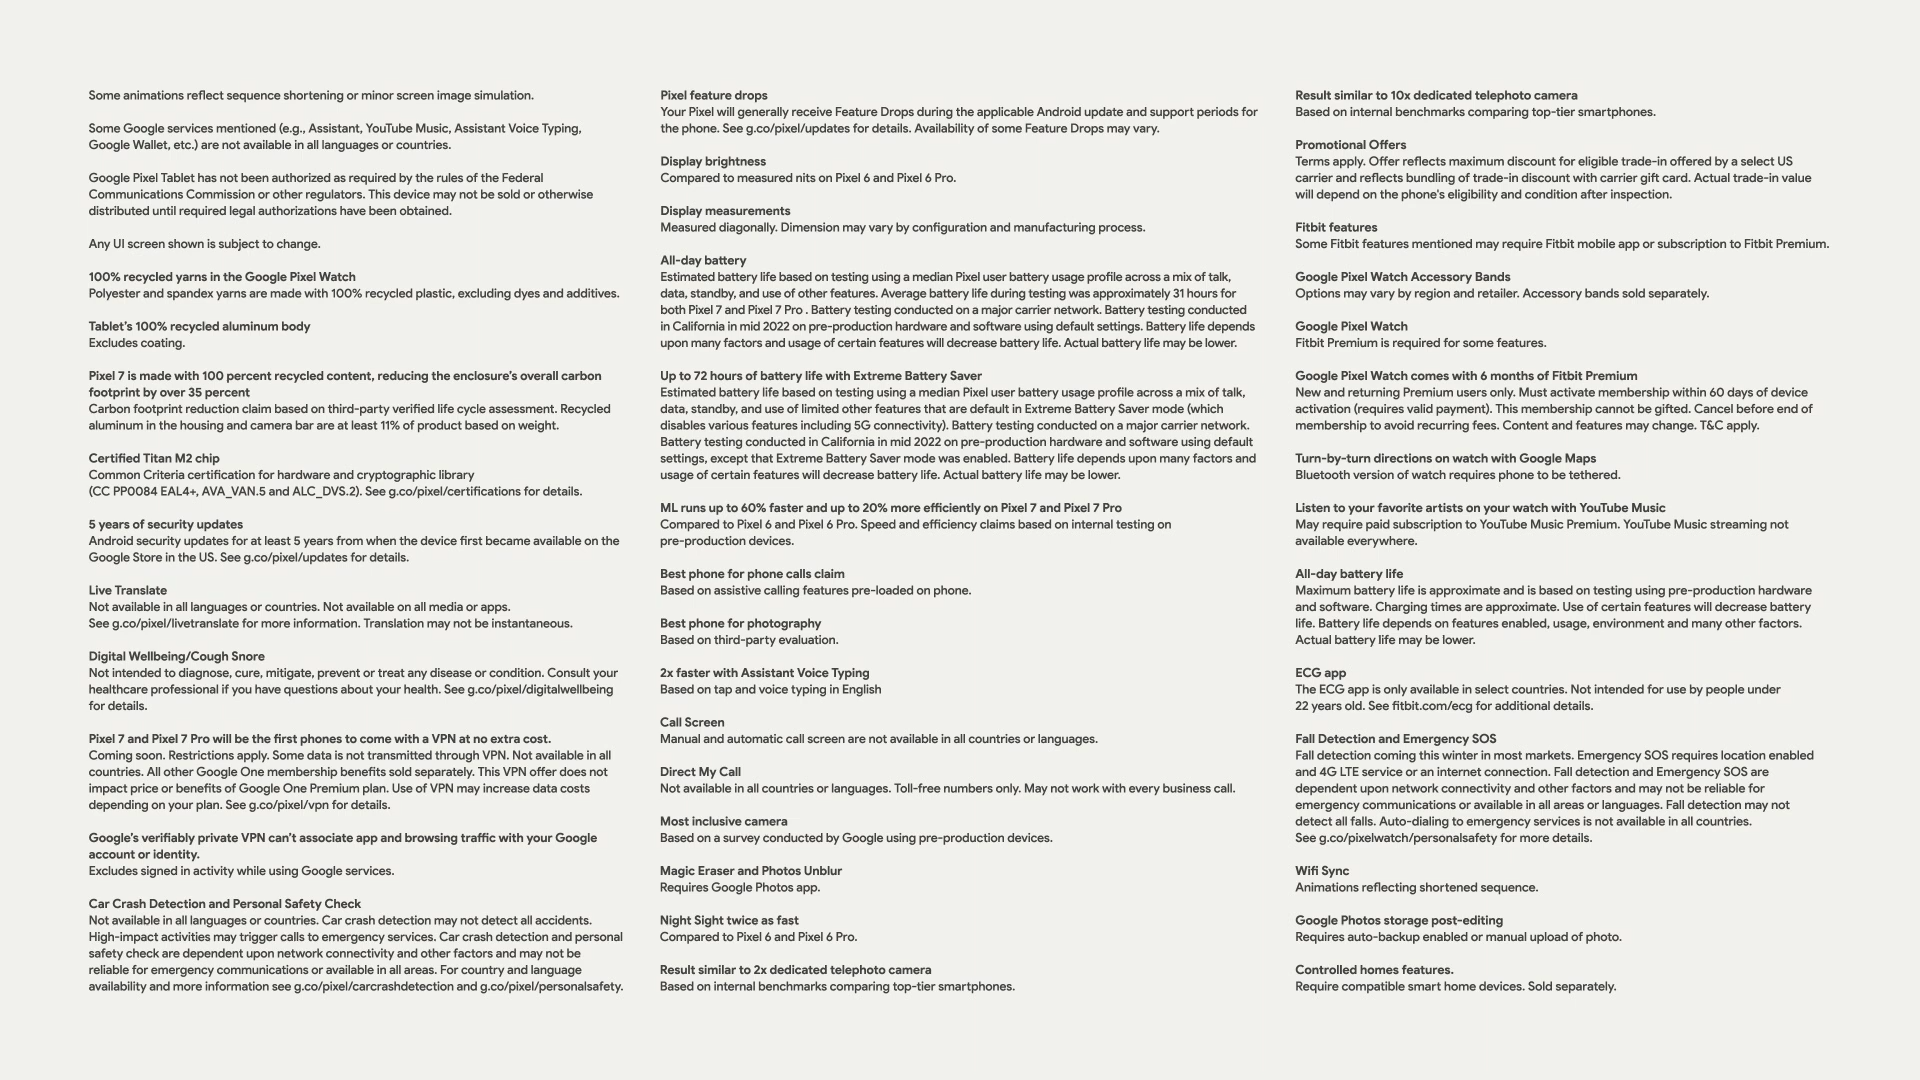 Some animations reflect sequence shortening or minor screen image simulation.
Some Google services mentioned (e.g., Assistant, YouTube Music, Assistant Voice Typing,
Google Wallet, etc.) are not available in all languages or countries.
Google Pixel Tablet has not been authorized as required by the rules of the Federal
Communications Commission or other regulators. This device may not be sold or otherwise
distributed until required legal authorizations have been obtained.
Any UI screen shown is subject to change.
100% recycled yarns in the Google Pixel Watch
Polyester and spandex yarns are made with 100% recycled plastic, excluding dyes and additives.
Tablet's 100% recycled aluminum body
Excludes coating.
Pixel 7 is made with 100 percent recycled content, reducing the enclosure's overall carbon
footprint by over 35 percent
Carbon footprint reduction claim based on third-party verified life cycle assessment. Recycled
aluminum in the housing and camera bar are at least 11% of product based on weight.
Certified Titan M2 chip
Common Criteria certification for hardware and cryptographic library
(CC PP0084 EAL4+, AVA_VAN.5 and ALC_DVS.2). See g.co/pixel/certifications for details.
5 years of security updates
Android security updates for at least 5 years from when the device first became available on the
Google Store in the US. See g.co/pixel/updates for details.
Live Translate
Not available in all languages or countries. Not available on all media or apps.
See g.co/pixel/livetranslate for more information. Translation may not be instantaneous.
Digital Wellbeing/Cough Snore
Not intended to diagnose, cure, mitigate, prevent or treat any disease or condition. Consult your
healthcare professional if you have questions about your health. See g.co/pixel/digitalwellbeing
for details.
Pixel 7 and Pixel 7 Pro will be the first phones to come with a VPN at no extra cost.
Coming soon. Restrictions apply. Some data is not transmitted through VPN. Not available in all
countries. All other Google One membership benefits sold separately. This VPN offer does not
impact price or benefits of Google One Premium plan. Use of VPN may increase data costs
depending on your plan. See g.co/pixel/vpn for details.
Google's verifiably private VPN can't associate app and browsing traffic with your Google
account or identity.
Excludes signed in activity while using Google services.
Car Crash Detection and Personal Safety Check
Not available in all languages or countries. Car crash detection may not detect all accidents.
High-impact activities may trigger calls to emergency services. Car crash detection and personal
safety check are dependent upon network connectivity and other factors and may not be
reliable for emergency communications or available in all areas. For country and language
availability and more information see g.co/pixel/carcrashdetection and g.co/pixel/personalsafety.
Pixel feature drops
Your Pixel will generally receive Feature Drops during the applicable Android update and support periods for
the phone. See g.co/pixel/updates for details. Availability of some Feature Drops may vary.
Display brightness
Compared to measured nits on Pixel 6 and Pixel 6 Pro.
Display measurements
Measured diagonally. Dimension may vary by configuration and manufacturing process.
All-day battery
Estimated battery life based on testing using a median Pixel user battery usage profile across a mix of talk,
data, standby, and use of other features. Average battery life during testing was approximately 31 hours for
both Pixel 7 and Pixel 7 Pro . Battery testing conducted on a major carrier network. Battery testing conducted
in California in mid 2022 on pre-production hardware and software using default settings. Battery life depends
upon many factors and usage of certain features will decrease battery life. Actual battery life may be lower.
Up to 72 hours of battery life with Extreme Battery Saver
Estimated battery life based on testing using a median Pixel user battery usage profile across a mix of talk,
data, standby, and use of limited other features that are default in Extreme Battery Saver mode (which
disables various features including 5G connectivity). Battery testing conducted on a major carrier network.
Battery testing conducted in California in mid 2022 on pre-production hardware and software using default
settings, except that Extreme Battery Saver mode was enabled. Battery life depends upon many factors and
usage of certain features will decrease battery life. Actual battery life may be lower.
ML runs up to 60% faster and up to 20% more efficiently on Pixel 7 and Pixel 7 Pro
Compared to Pixel 6 and Pixel 6 Pro. Speed and efficiency claims based on internal testing on
pre-production devices.
Best phone for phone calls claim
Based on assistive calling features pre-loaded on phone.
Best phone for photography
Based on third-party evaluation.
2x faster with Assistant Voice Typing
Based on tap and voice typing in English
Call Screen
Manual and automatic call screen are not available in all countries or languages.
Direct My Call
Not available in all countries or languages. Toll-free numbers only. May not work with every business call.
Most inclusive camera
Based on a survey conducted by Google using pre-production devices.
Magic Eraser and Photos Unblur
Requires Google Photos app.
Night Sight twice as fast
Compared to Pixel 6 and Pixel 6 Pro.
Result similar to 2x dedicated telephoto camera
Based on internal benchmarks comparing top-tier smartphones.
Result similar to 10x dedicated telephoto camera
Based on internal benchmarks comparing top-tier smartphones.
Promotional Offers
Terms apply. Offer reflects maximum discount for eligible trade-in offered by a select US
carrier and reflects bundling of trade-in discount with carrier gift card. Actual trade-in value
will depend on the phone's eligibility and condition after inspection.
Fitbit features
Some Fitbit features mentioned may require Fitbit mobile app or subscription to Fitbit Premium.
Google Pixel Watch Accessory Bands
Options may vary by region and retailer. Accessory bands sold separately.
Google Pixel Watch
Fitbit Premium is required for some features.
Google Pixel Watch comes with 6 months of Fitbit Premium
New and returning Premium users only. Must activate membership within 60 days of device
activation (requires valid payment). This membership cannot be gifted. Cancel before end of
membership to avoid recurring fees. Content and features may change. T&C apply.
Turn-by-turn directions on watch with Google Maps
Bluetooth version of watch requires phone to be tethered.
Listen to your favorite artists on your watch with YouTube Music
May require paid subscription to YouTube Music Premium. YouTube Music streaming not
available everywhere.
All-day battery life
Maximum battery life is approximate and is based on testing using pre-production hardware
and software. Charging times are approximate. Use of certain features will decrease battery
life. Battery life depends on features enabled, usage, environment and many other factors.
Actual battery life may be lower.
ECG app
The ECG app is only available in select countries. Not intended for use by people under
22 years old. See fitbit.com/ecg for additional details.
Fall Detection and Emergency SOS
Fall detection coming this winter in most markets. Emergency SOS requires location enabled
and 4G LTE service or an internet connection. Fall detection and Emergency SOS are
dependent upon network connectivity and other factors and may not be reliable for
emergency communications or available in all areas or languages. Fall detection may not
detect all falls. Auto-dialing to emergency services is not available in all countries.
See g.co/pixelwatch/personalsafety for more details.
Wifi Sync
Animations reflecting shortened sequence.
Google Photos storage post-editing
Requires auto-backup enabled or manual upload of photo.
Controlled homes features.
Require compatible smart home devices. Sold separately.